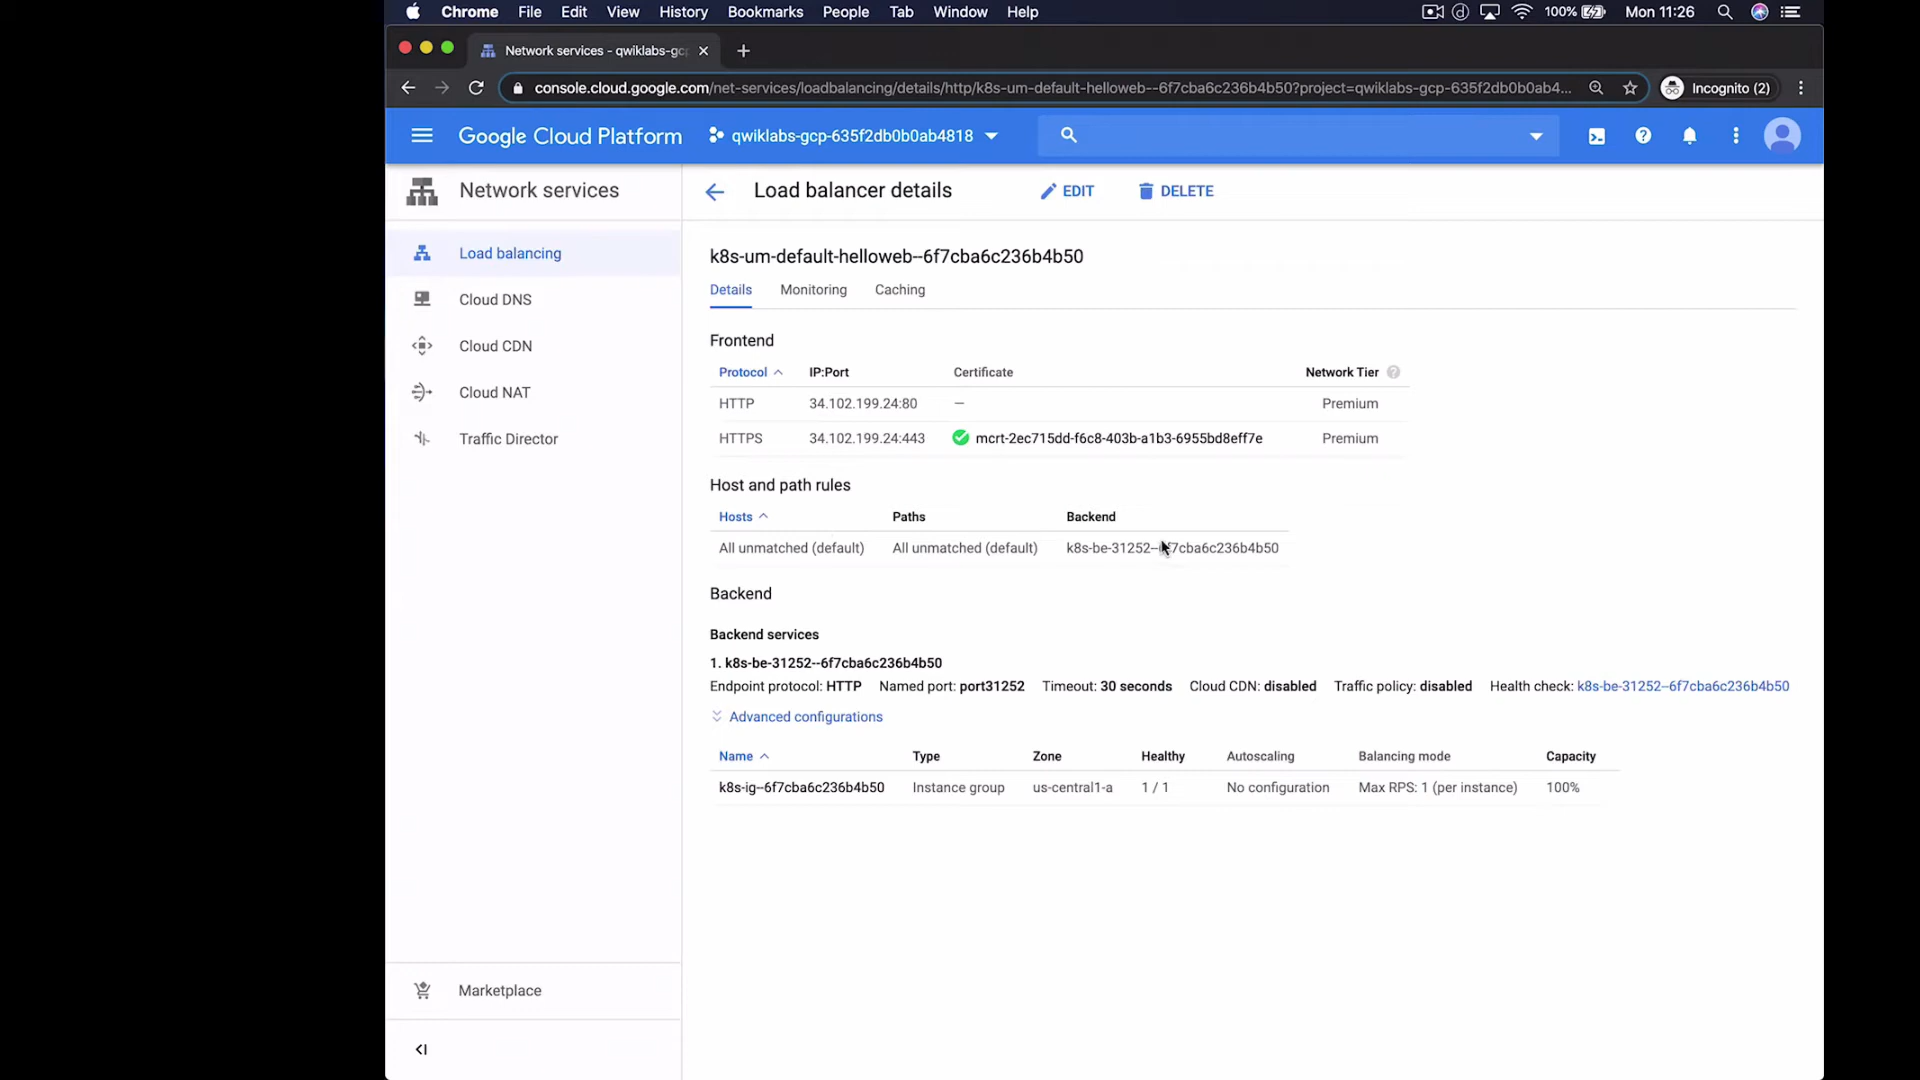 Chrome File Edit View History Bookmarks People Tab Window Help 100% Mon 11:26
Network services - qwiklabs-gc
console.cloud.google.com/net-services/loadbalancing/details/http/k8s-um-default-helloweb--6f7cba6c236b4b50?project=qwiklabs-gcp-635f2db0b0ab4... Incognito (2)
Google Cloud Platform qwiklabs-gcp-635f2db0b0ab4818
Network services
Load balancing
Cloud DNS
Cloud CDN
Cloud NAT
Traffic Director
Marketplace
Load balancer details EDIT DELETE
k8s-um-default-helloweb--6f7cba6c236b4b50
Details Monitoring Caching
Frontend
Protocol IP:Port Certificate Network Tier
HTTP 34.102.199.24:80 — Premium
HTTPS 34.102.199.24:443 mcrt-2ec715dd-f6c8-403b-a1b3-6955bd8eff7e Premium
Host and path rules
Hosts Paths Backend
All unmatched (default) All unmatched (default) k8s-be-31252--6f7cba6c236b4b50
Backend
Backend services
1. k8s-be-31252--6f7cba6c236b4b50
Endpoint protocol: HTTP Named port: port31252 Timeout: 30 seconds Cloud CDN: disabled Traffic policy: disabled Health check: k8s-be-31252--6f7cba6c236b4b50
Advanced configurations
Name Type Zone Healthy Autoscaling Balancing mode Capacity
k8s-ig--6f7cba6c236b4b50 Instance group us-central1-a 1 / 1 No configuration Max RPS: 1 (per instance) 100%